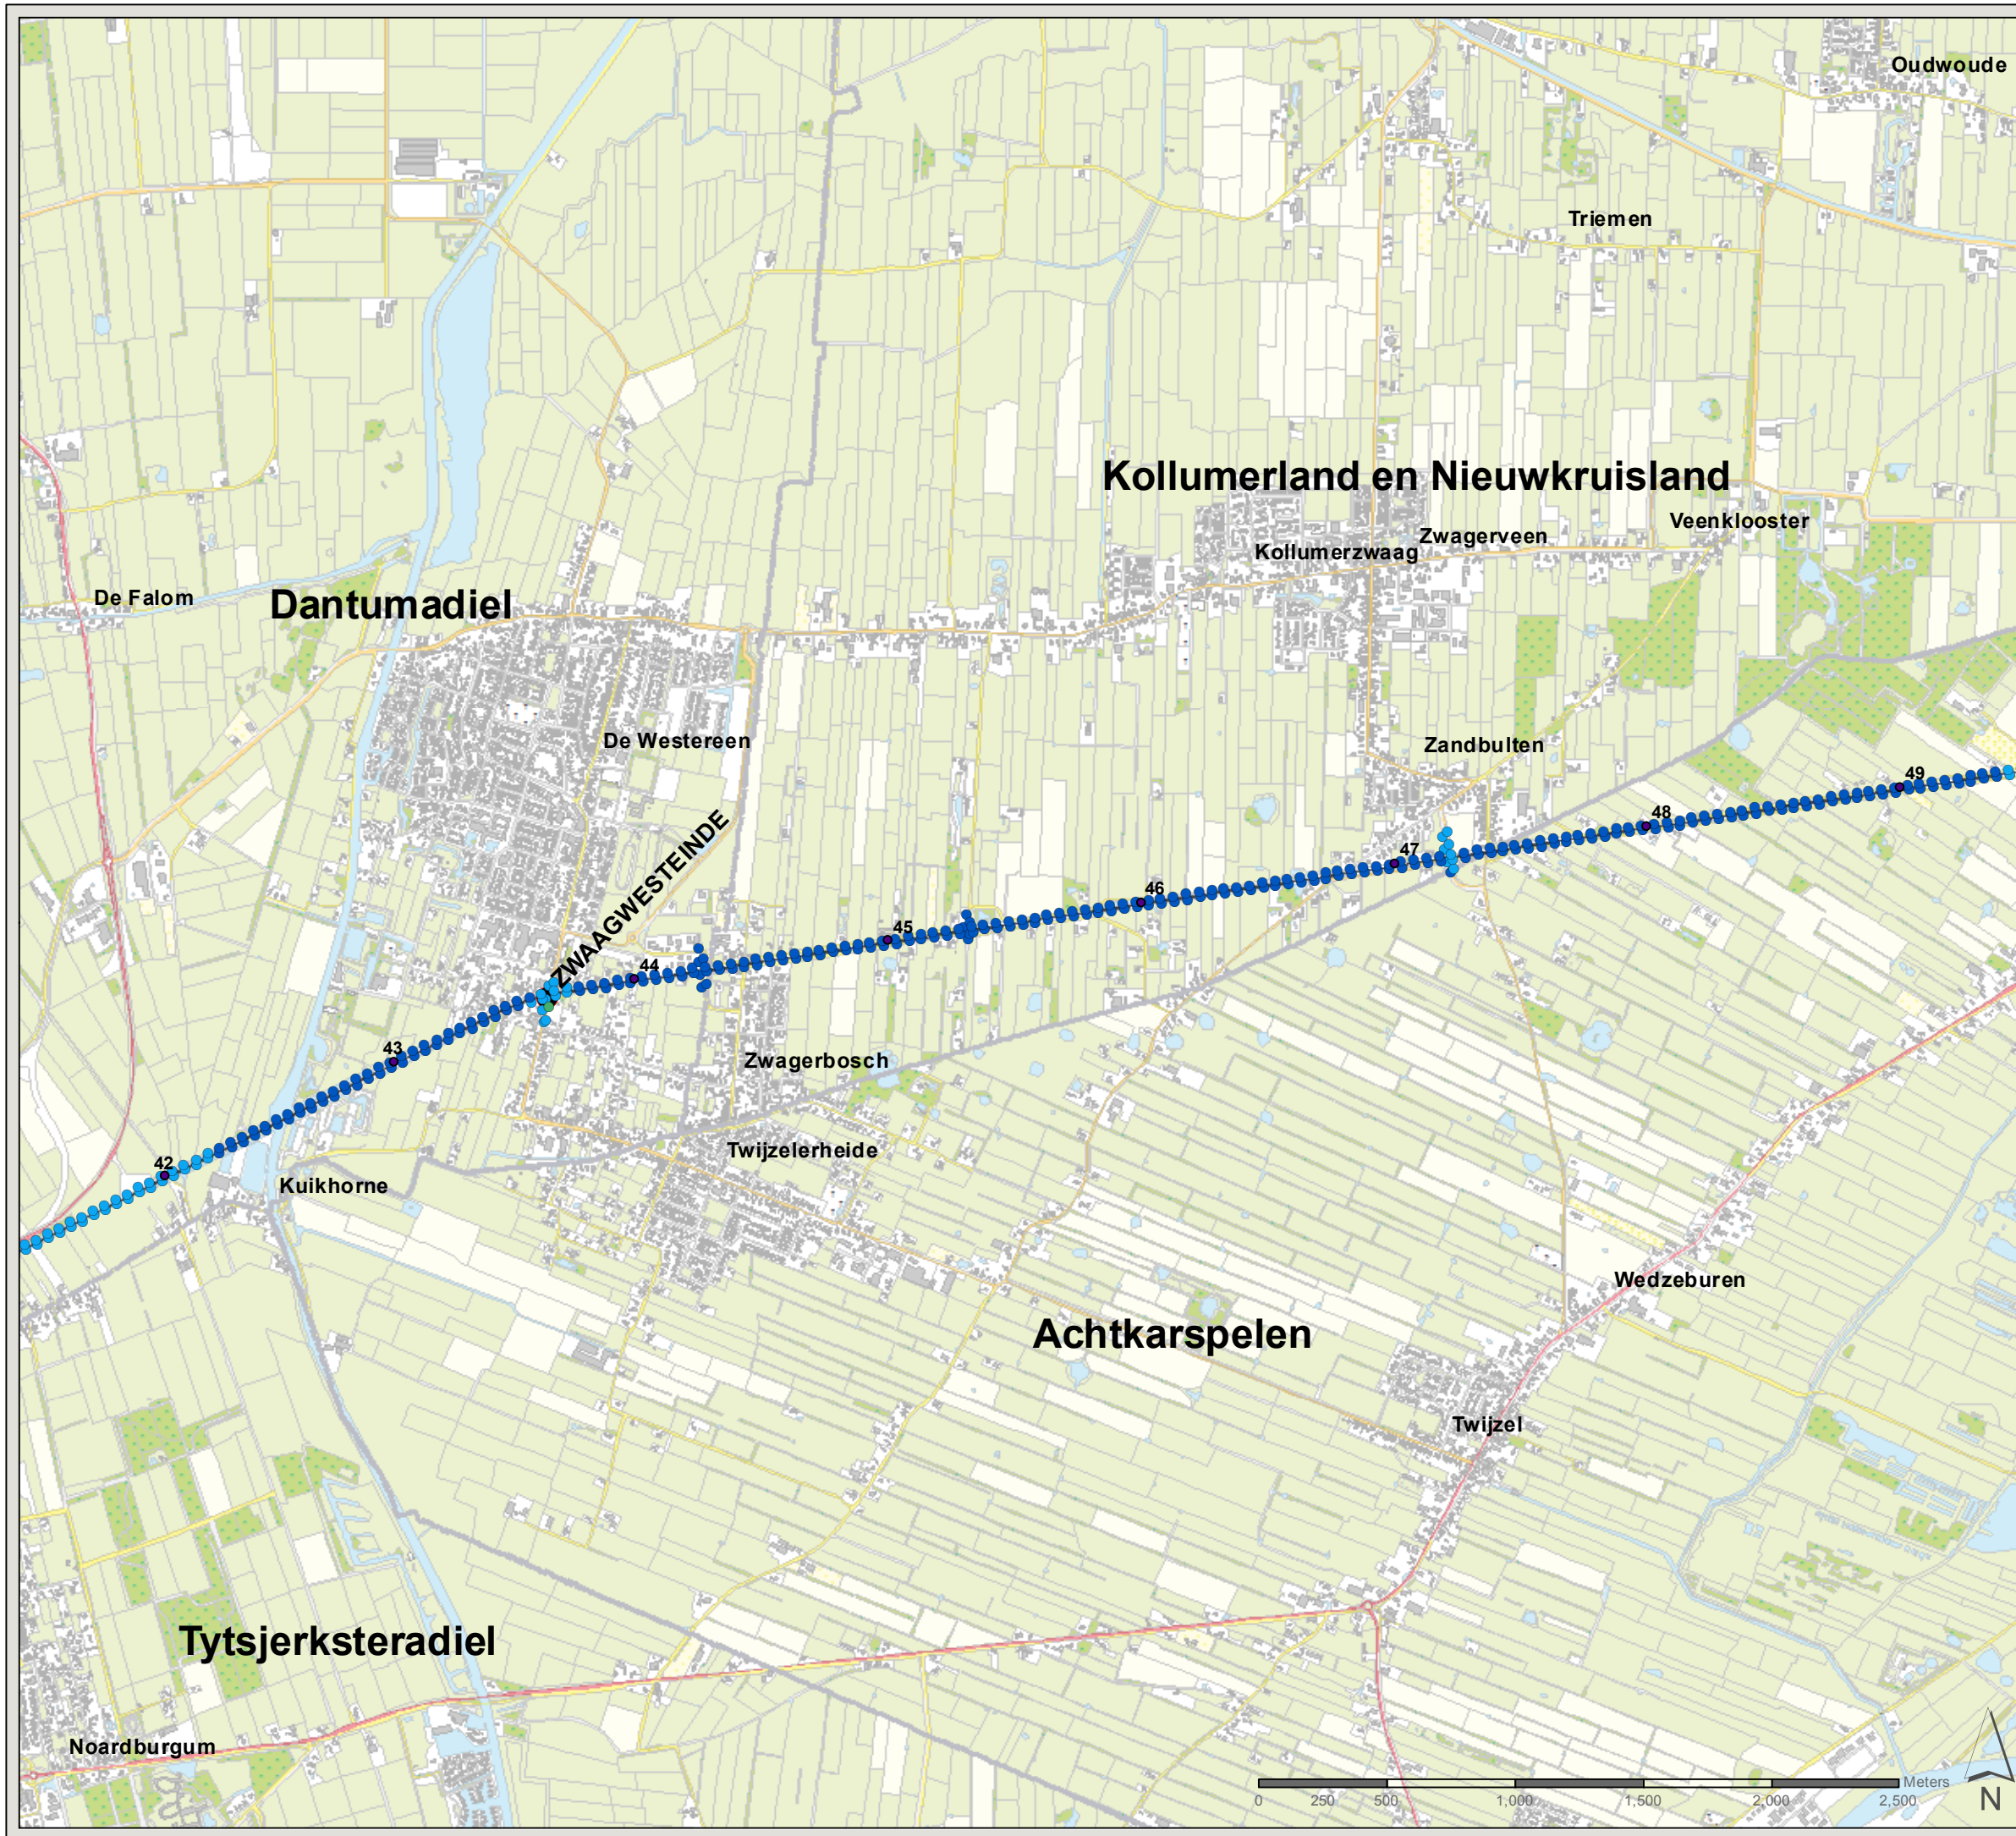 Oudwoude
Triemen
Kollumerland en Nieuwkruisland
Veenklooster
Zwagerveen
Kollumerzwaag
De Falom
Dantumadiel
De Westereen
Zandbulten
49
48
ZWAAGWESTEINDE
47
46
45
44
43
Zwagerbosch
Twijzelerheide
42
Kuikhorne
Wedzeburen
Achtkarspelen
Twijzel
Tytsjerksteradiel
Noardburgum
Meters
0 250 500 1,000 1,500 2,000 2,500
N